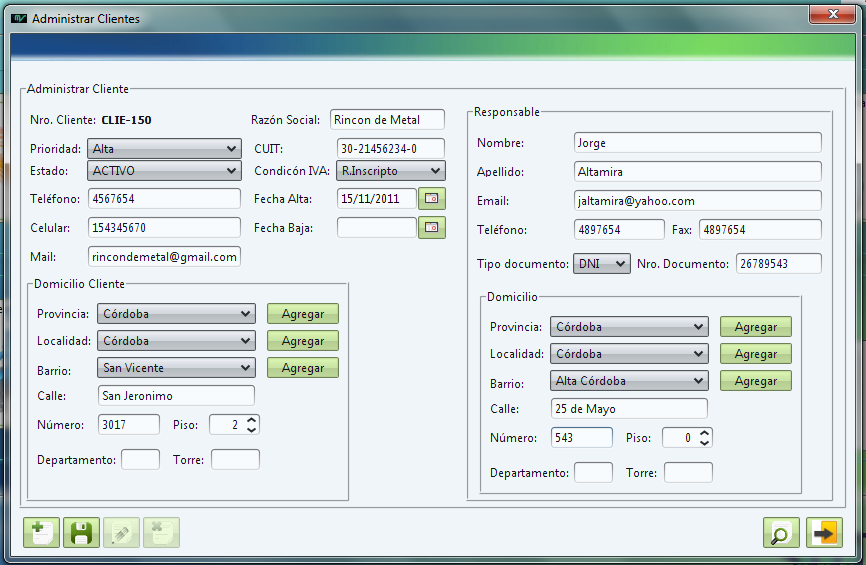 Administrar Clientes
Administrar Cliente
Nro. Cliente: CLIE-150
Razón Social: Rincon de Metal
Prioridad: Alta
CUIT: 30-21456234-0
Estado: ACTIVO
Condicón IVA: R.Inscripto
Teléfono: 4567654
Fecha Alta: 15/11/2011
Celular: 154345670
Fecha Baja:
Mail: rincondemetal@gmail.com
Domicilio Cliente
Provincia: Córdoba Agregar
Localidad: Córdoba Agregar
Barrio: San Vicente Agregar
Calle: San Jeronimo
Número: 3017 Piso: 2
Departamento: Torre:
Responsable
Nombre: Jorge
Apellido: Altamira
Email: jaltamira@yahoo.com
Teléfono: 4897654 Fax: 4897654
Tipo documento: DNI Nro. Documento: 26789543
Domicilio
Provincia: Córdoba Agregar
Localidad: Córdoba Agregar
Barrio: Alta Córdoba Agregar
Calle: 25 de Mayo
Número: 543 Piso: 0
Departamento: Torre: